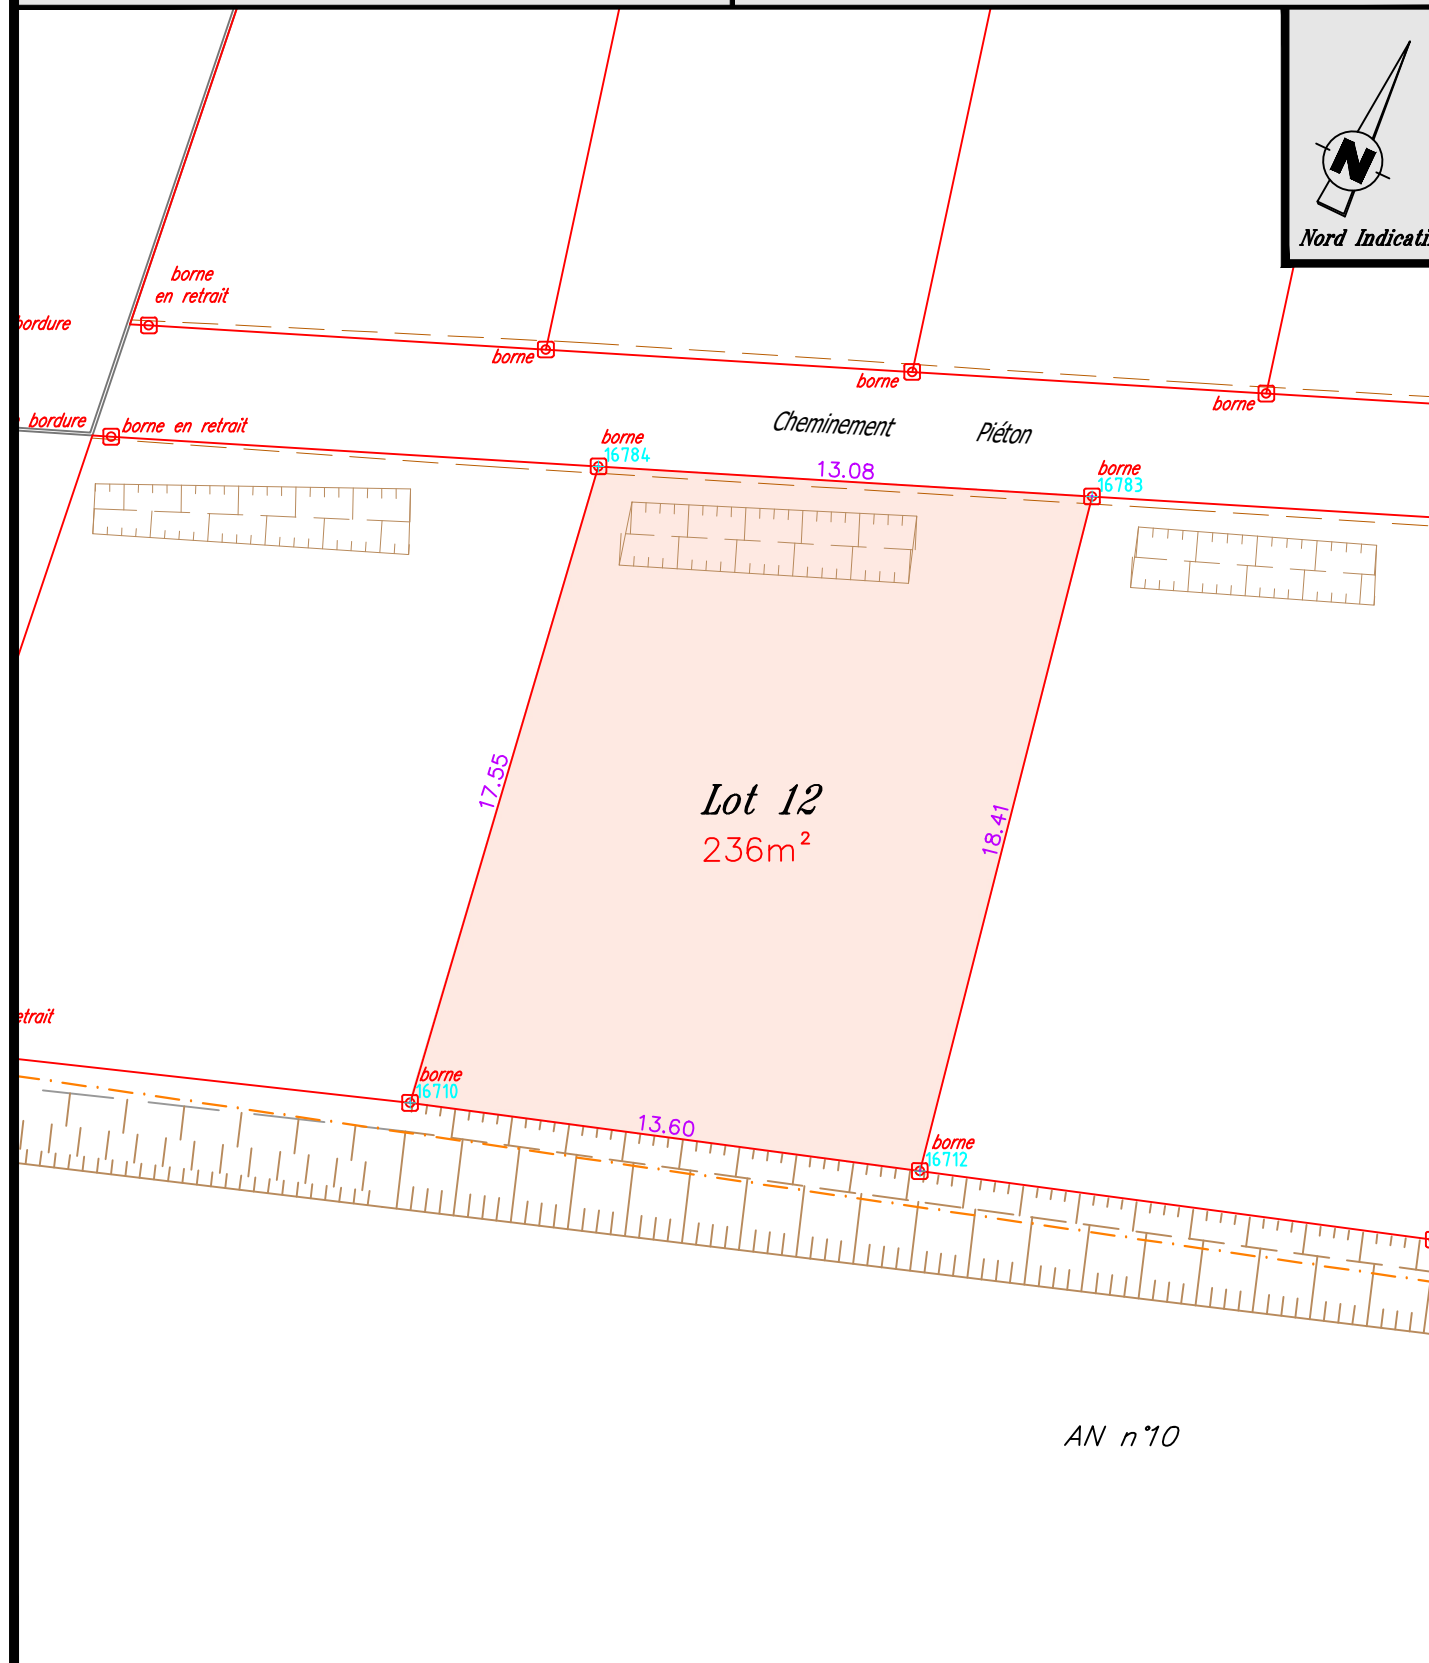 Nord Indicati
borne
en retrait
bordure
borne
borne
borne
bordure
borne en retrait
Cheminement Piéton
borne
16784
13.08
borne
16783
17.55
Lot 12
236m²
18.41
etrait
borne
16710
13.60
borne
16712
AN n°10